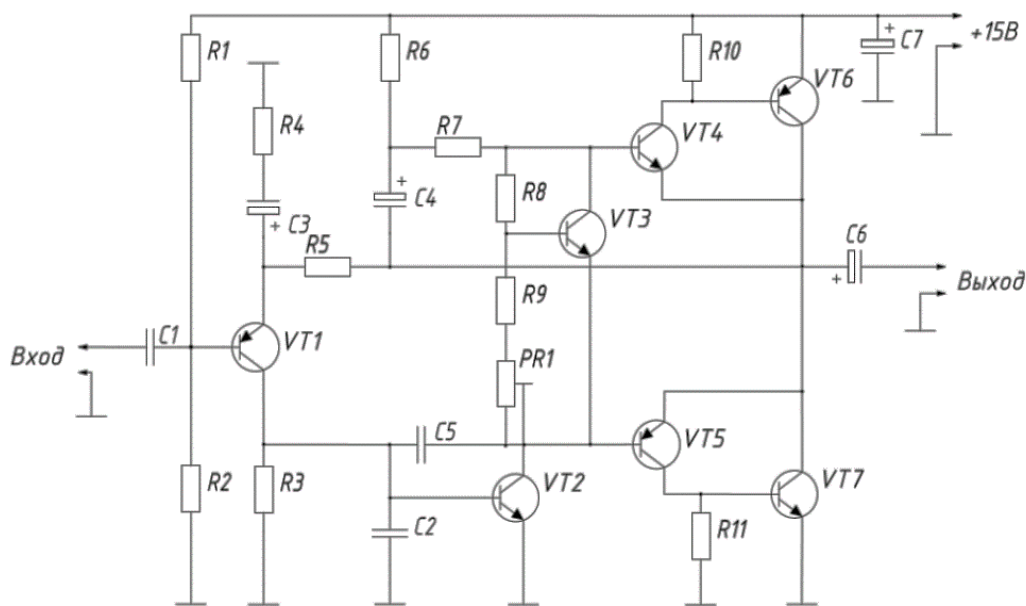 R1
R6
R10
C7
+
+15В
R4
R7
VT4
VT6
+
C4
R8
VT3
+ C3
R5
C6
+
Выход
R9
C1
VT1
Вход
PR1
C5
VT5
R2
R3
VT2
VT7
C2
R11